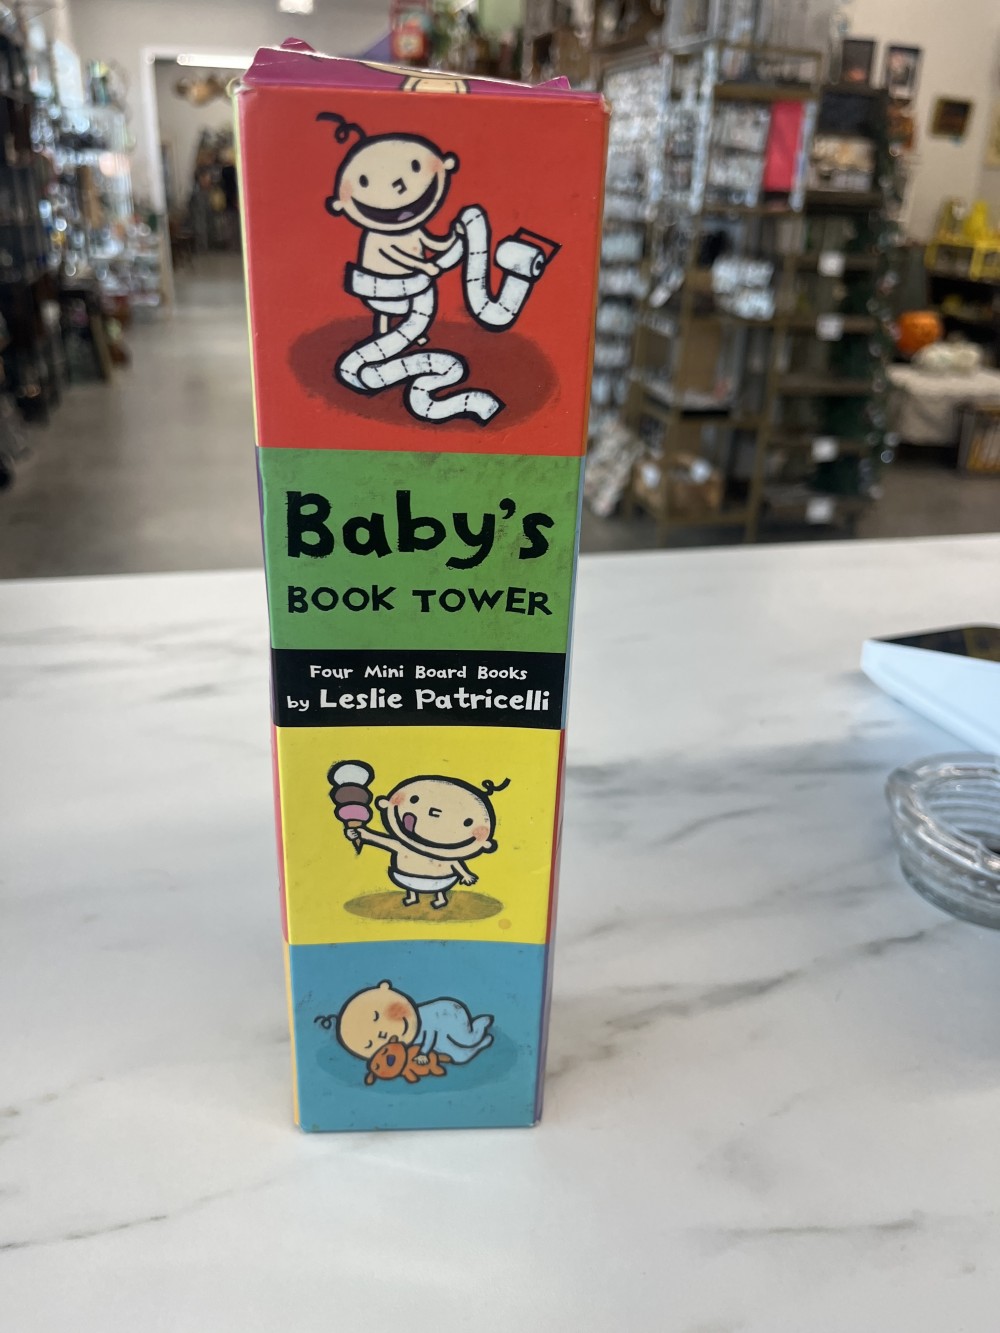 Baby's
BOOK TOWER
Four Mini Board Books
by Leslie Patricelli